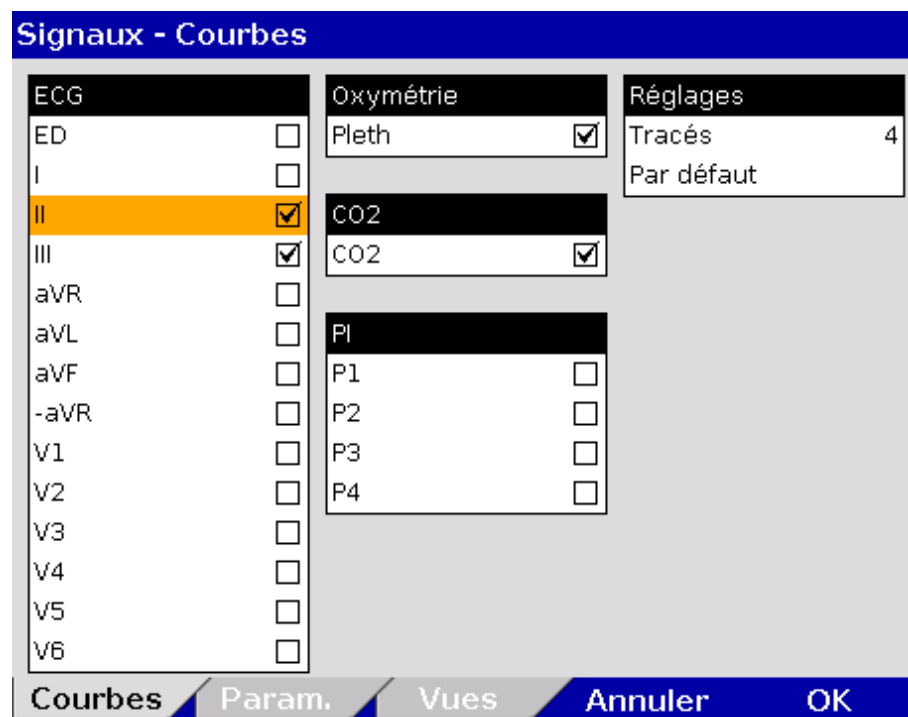 Signaux - Courbes
ECG
ED
I
II
III
aVR
aVL
aVF
-aVR
V1
V2
V3
V4
V5
V6
Oxymétrie
Pleth
CO2
CO2
PI
P1
P2
P3
P4
Réglages
Tracés 4
Par défaut
Courbes Param. Vues Annuler OK